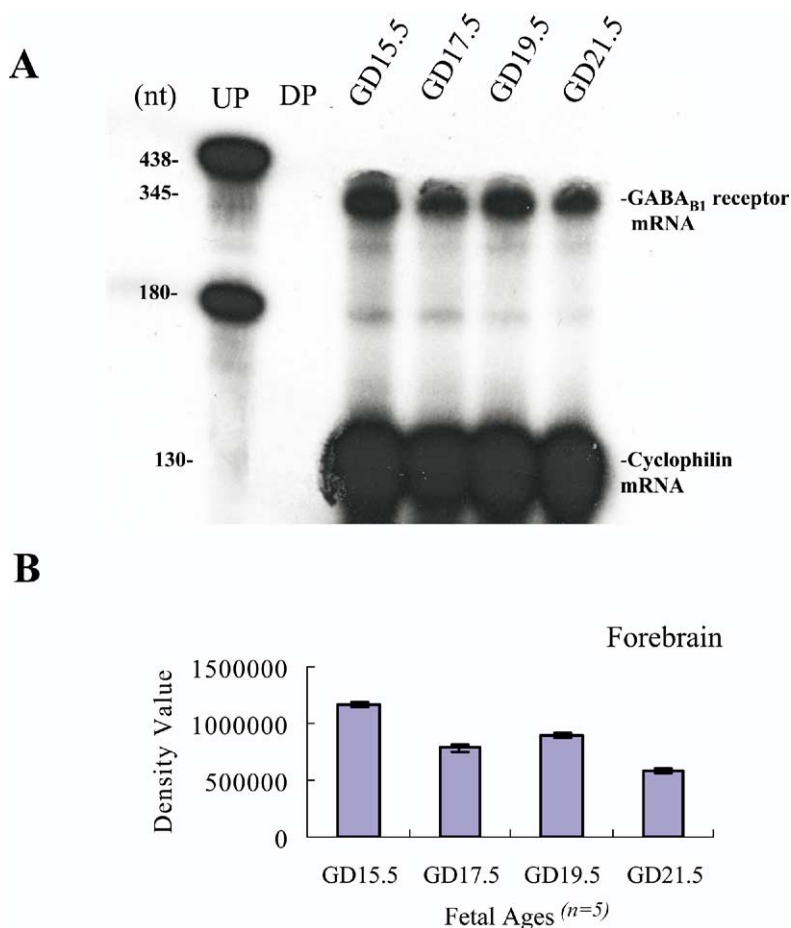 A
(nt) UP DP GD15.5 GD17.5 GD19.5 GD21.5
438-
345-
-GABAB1 receptor
mRNA
180-
130-
-Cyclophilin
mRNA
B
Forebrain
Density Value
1500000
1000000
500000
0
GD15.5 GD17.5 GD19.5 GD21.5
Fetal Ages (n=5)